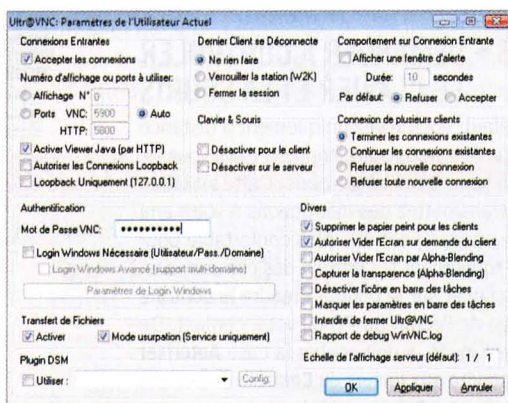 Ultr@VNC: Paramètres de l'Utilisateur Actuel
Connexions Entrantes
Accepter les connexions
Numéro d'affichage ou ports à utiliser:
Affichage N° 0
Ports VNC: 5900 Auto
HTTP: 5800
Activer Viewer Java (par HTTP)
Autoriser les Connexions Loopback
Loopback Uniquement (127.0.0.1)
Dernier Client se Déconnecte
Ne rien faire
Verrouiller la station (W2K)
Fermer la session
Clavier & Souris
Désactiver pour le client
Désactiver sur le serveur
Comportement sur Connexion Entrante
Afficher une fenêtre d'alerte
Durée: 10 secondes
Par défaut: Refuser Accepter
Connexion de plusieurs clients
Terminer les connexions existantes
Continuer les connexions existantes
Refuser la nouvelle connexion
Refuser toute nouvelle connexion
Authentification
Mot de Passe VNC: ••••••••••
Login Windows Nécessaire (Utilisateur/Pass./Domaine)
Login Windows Avancé (support multi-domaine)
Paramètres de Login Windows
Transfert de Fichiers
Activer Mode usurpation (Service uniquement)
Plugin DSM
Utiliser : Config.
Divers
Supprimer le papier peint pour les clients
Autoriser Vider l'Ecran sur demande du client
Autoriser Vider l'Ecran par Alpha-Blending
Capturer la transparence (Alpha-Blending)
Désactiver l'icône en barre des tâches
Masquer les paramètres en barre des tâches
Interdire de fermer Ultr@VNC
Rapport de debug WinVNC.log
Echelle de l'affichage serveur (défaut): 1 / 1
OK Appliquer Annuler